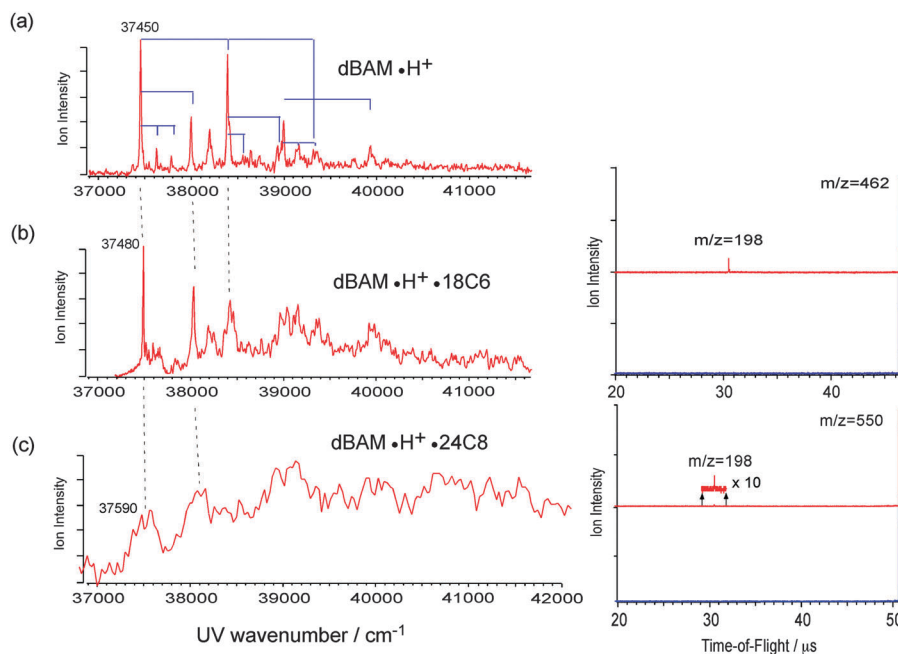 (a)
37450
dBAM •H⁺
Ion Intensity
37000 38000 39000 40000 41000
(b)
37480
dBAM •H⁺ •18C6
Ion Intensity
37000 38000 39000 40000 41000
(c)
dBAM •H⁺ •24C8
37590
Ion Intensity
37000 38000 39000 40000 41000 42000
UV wavenumber / cm⁻¹
m/z=462
m/z=198
Ion Intensity
20 30 40 50
m/z=550
m/z=198
x 10
Ion Intensity
20 30 40 50
Time-of-Flight / μs